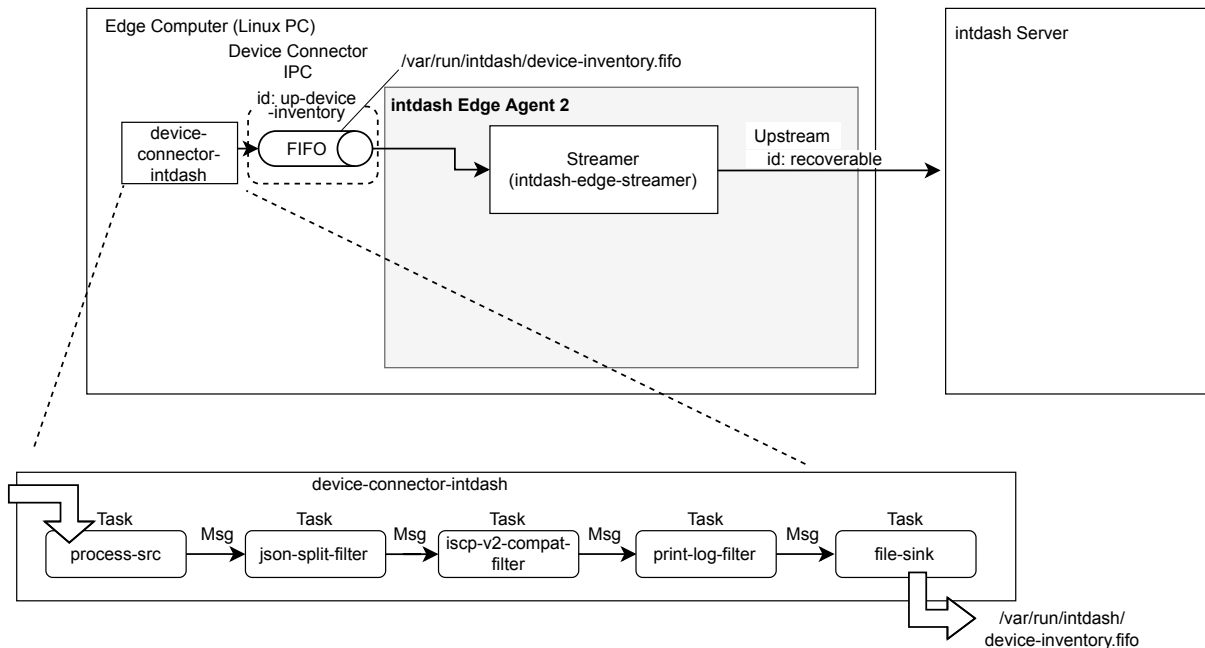 Edge Computer (Linux PC)
intdash Server
Device Connector
IPC
/var/run/intdash/device-inventory.fifo
id: up-device
-inventory
intdash Edge Agent 2
device-
connector-
intdash
FIFO
Streamer
(intdash-edge-streamer)
Upstream
id: recoverable
device-connector-intdash
Task
process-src
Msg
Task
json-split-filter
Msg
Task
iscp-v2-compat-
filter
Msg
Task
print-log-filter
Msg
Task
file-sink
/var/run/intdash/
device-inventory.fifo